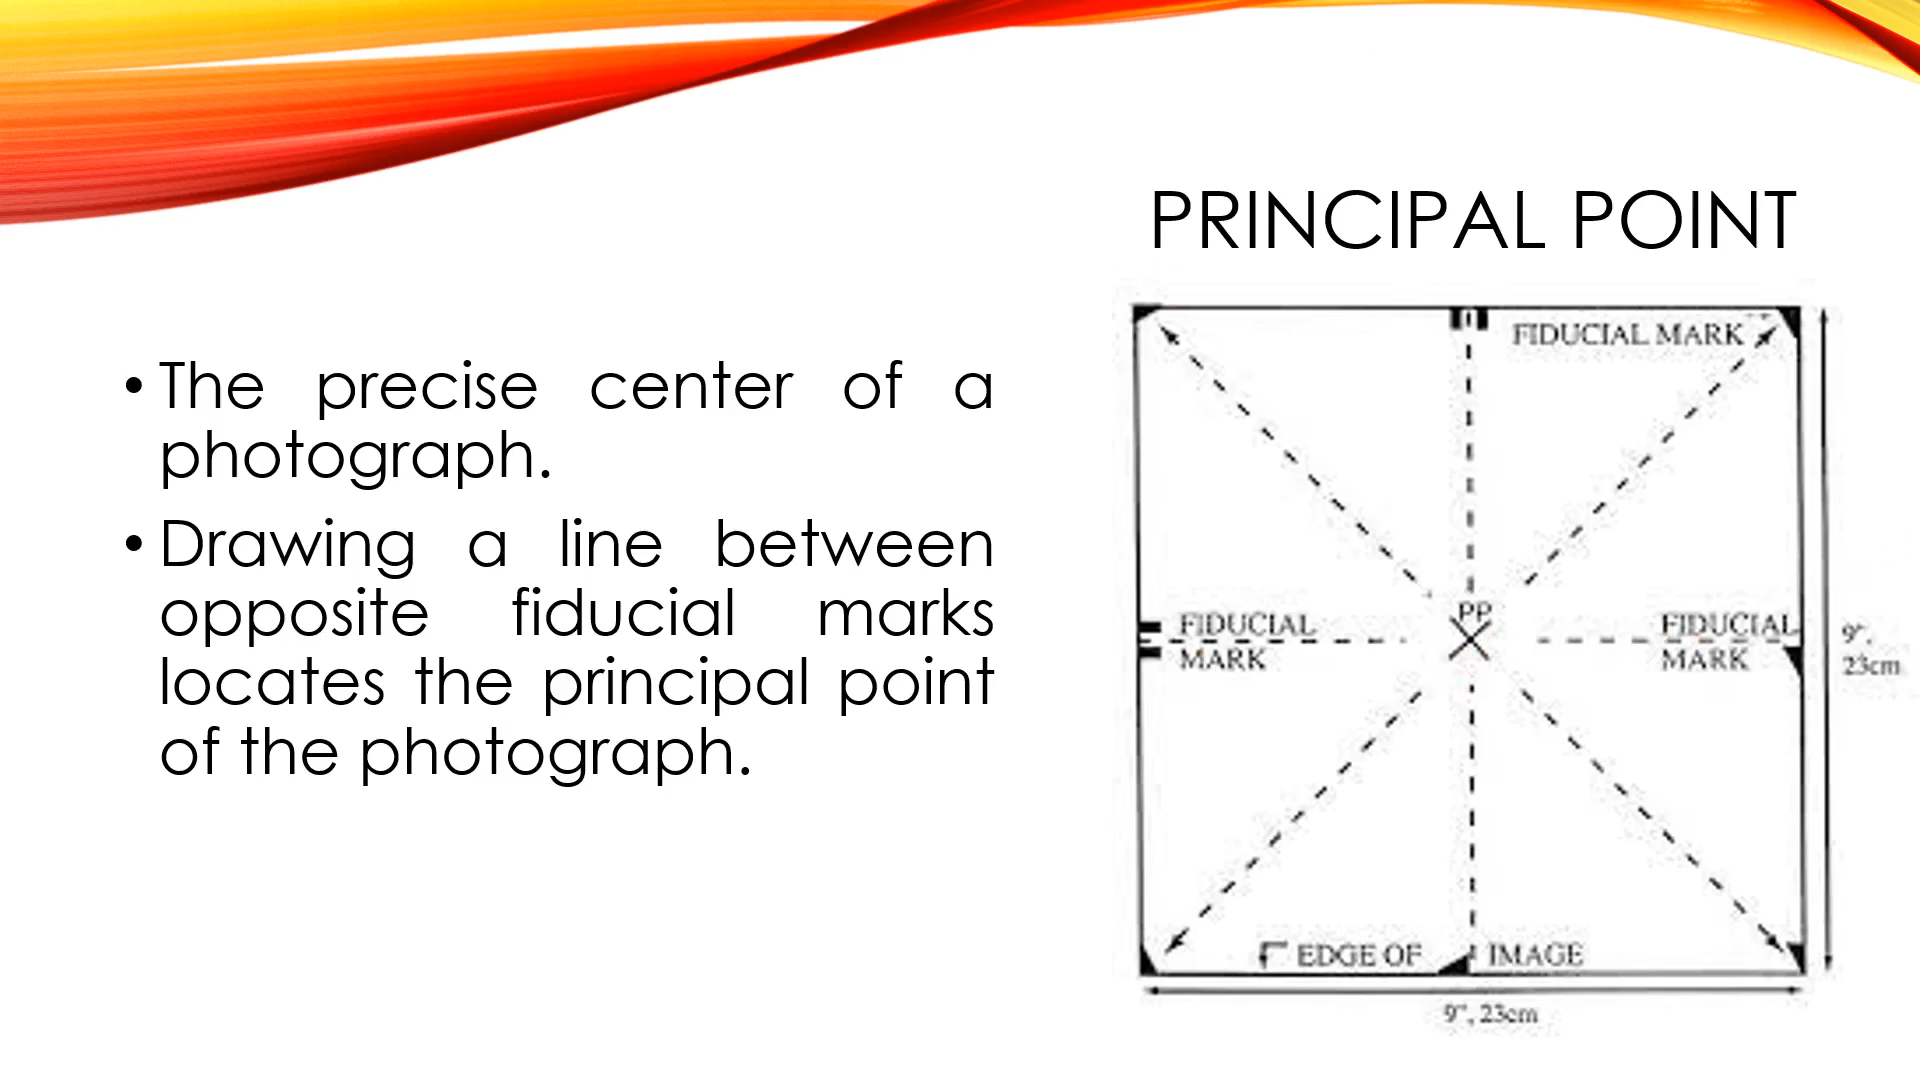 PRINCIPAL POINT
• The precise center of a
photograph.
• Drawing a line between
opposite fiducial marks
locates the principal point
of the photograph.
FIDUCIAL MARK
PP
FIDUCIAL
MARK
FIDUCIAL
MARK
9",
23cm
EDGE OF IMAGE
9", 23cm